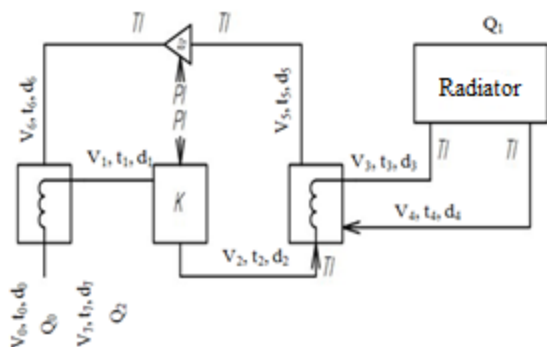 TI
TI
Q₁
Radiator
V₆, t₆, d₆
PI
PI
V₅, t₅, d₅
TI
TI
V₁, t₁, d₁
K
V₃, t₃, d₃
V₄, t₄, d₄
V₂, t₂, d₂
TI
V₀, t₀, d₀
Q₀
V₇, t₇, d₇
Q₂